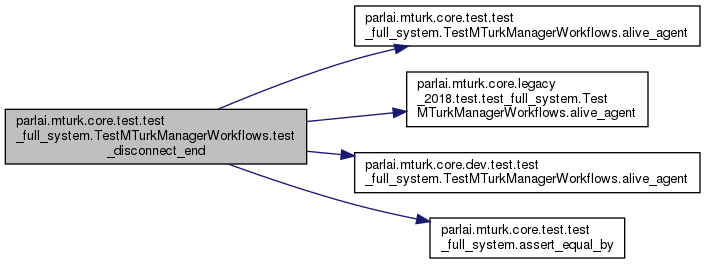 parlai.mturk.core.test.test
_full_system.TestMTurkManagerWorkflows.alive_agent
parlai.mturk.core.legacy
_2018.test.test_full_system.Test
MTurkManagerWorkflows.alive_agent
parlai.mturk.core.test.test
_full_system.TestMTurkManagerWorkflows.test
_disconnect_end
parlai.mturk.core.dev.test.test
_full_system.TestMTurkManagerWorkflows.alive_agent
parlai.mturk.core.test.test
_full_system.assert_equal_by